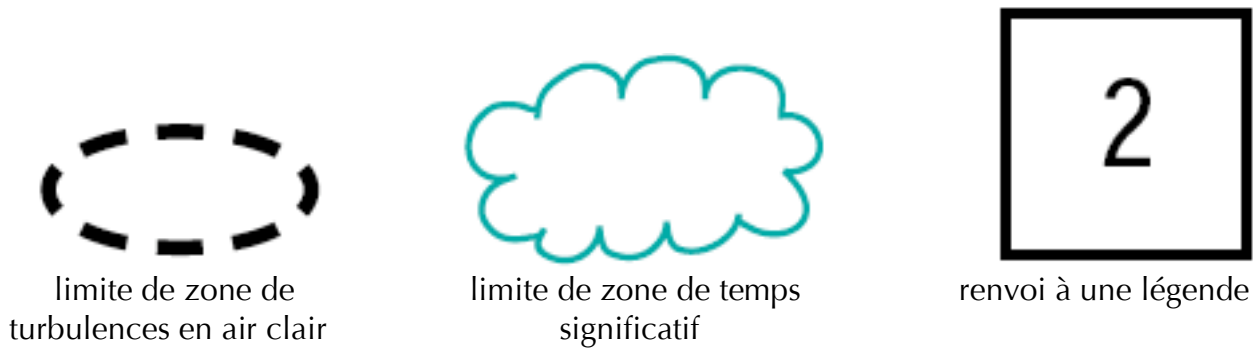 2
limite de zone de
turbulences en air clair
limite de zone de temps
significatif
renvoi à une légende